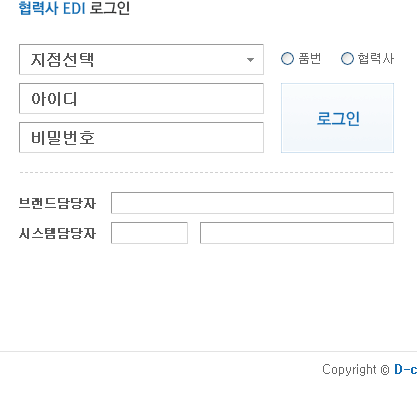 협력사 EDI 로그인
지점선택
품번 협력사
아이디
로그인
비밀번호
브랜드담당자
시스템담당자
Copyright © D-c